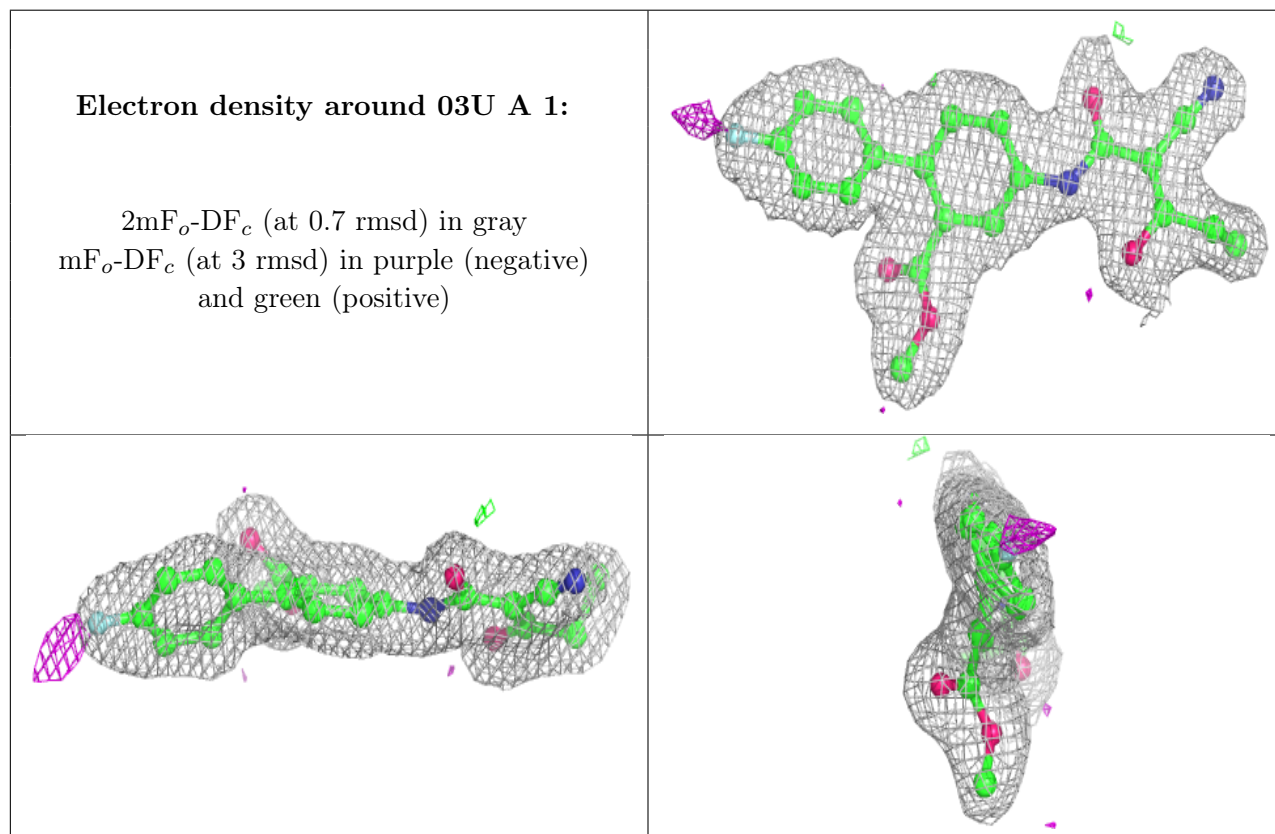 Electron density around 03U A 1:
2mFₒ-DF𝒸 (at 0.7 rmsd) in gray
mFₒ-DF𝒸 (at 3 rmsd) in purple (negative)
and green (positive)